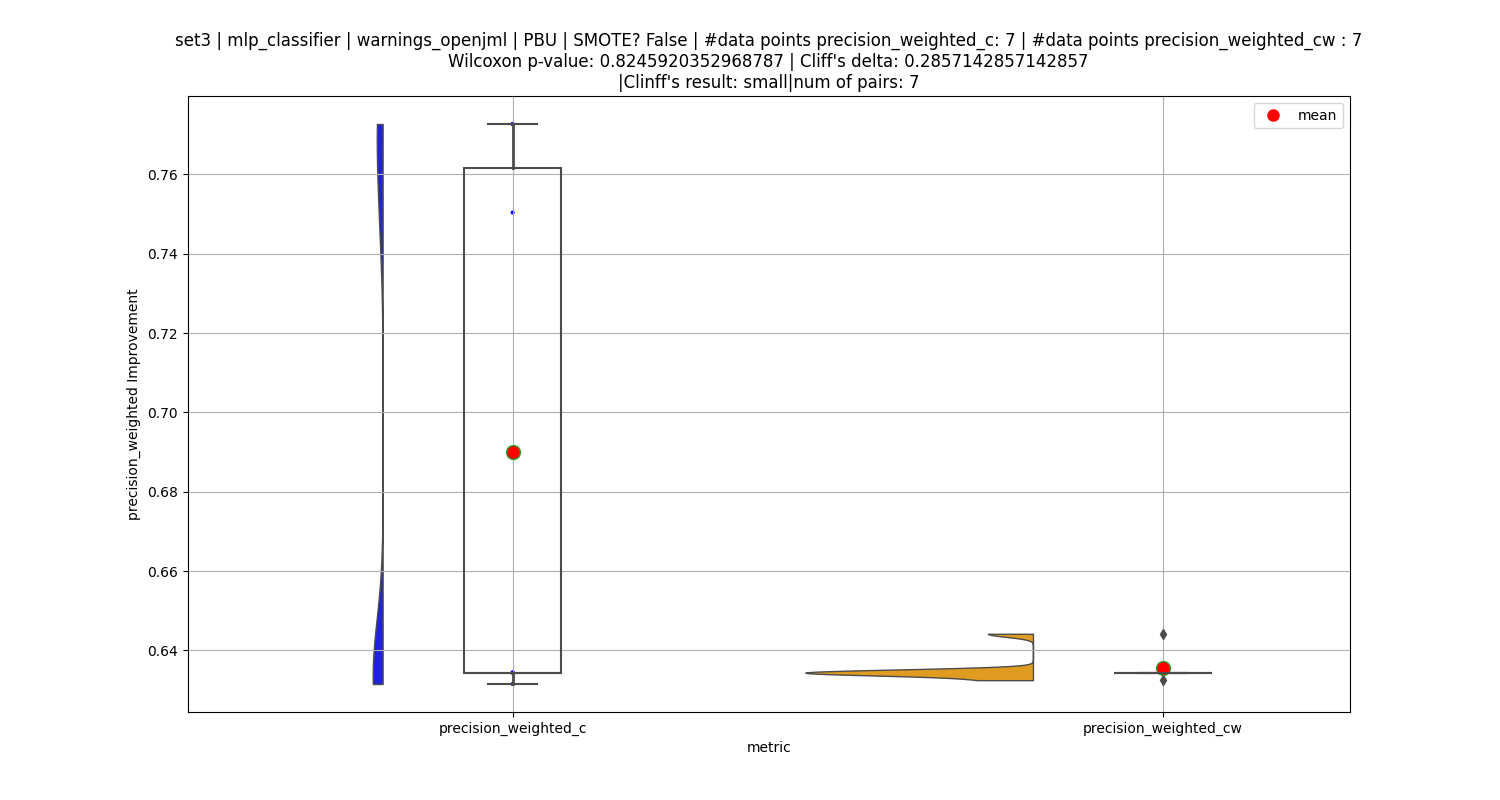 set3 | mlp_classifier | warnings_openjml | PBU | SMOTE? False | #data points precision_weighted_c: 7 | #data points precision_weighted_cw : 7
Wilcoxon p-value: 0.8245920352968787 | Cliff's delta: 0.2857142857142857
|Clinff's result: small|num of pairs: 7
mean
0.76
0.74
0.72
0.70
0.68
0.66
0.64
precision_weighted Improvement
precision_weighted_c
precision_weighted_cw
metric